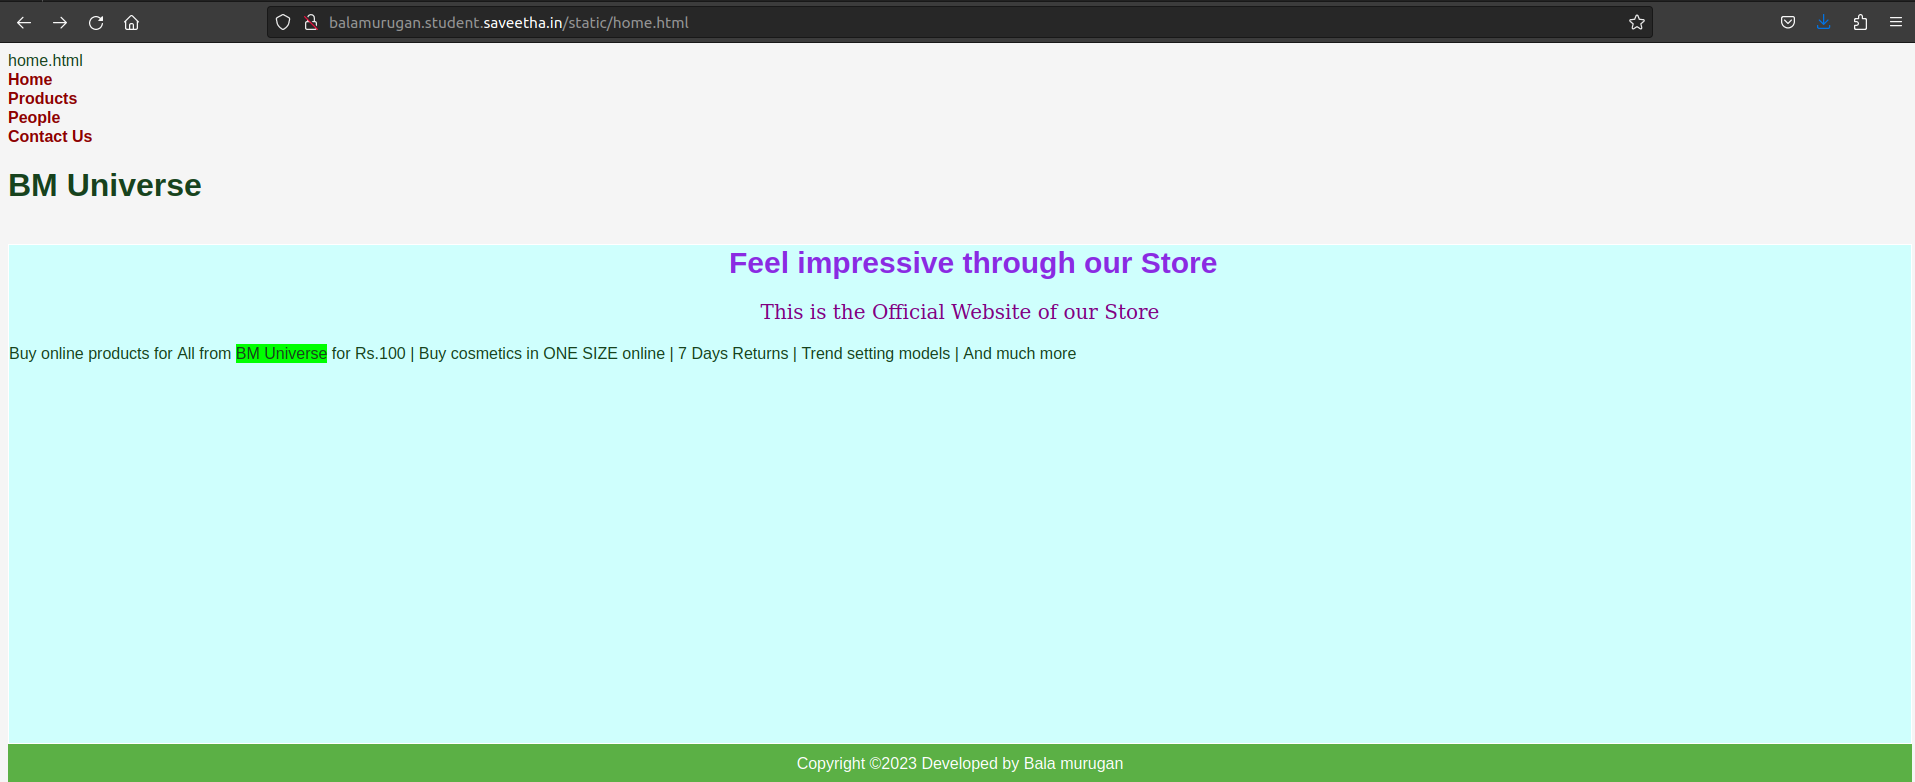 balamurugan.student.saveetha.in/static/home.html
home.html
Home
Products
People
Contact Us
BM Universe
Feel impressive through our Store
This is the Official Website of our Store
Buy online products for All from BM Universe for Rs.100 | Buy cosmetics in ONE SIZE online | 7 Days Returns | Trend setting models | And much more
Copyright ©2023 Developed by Bala murugan